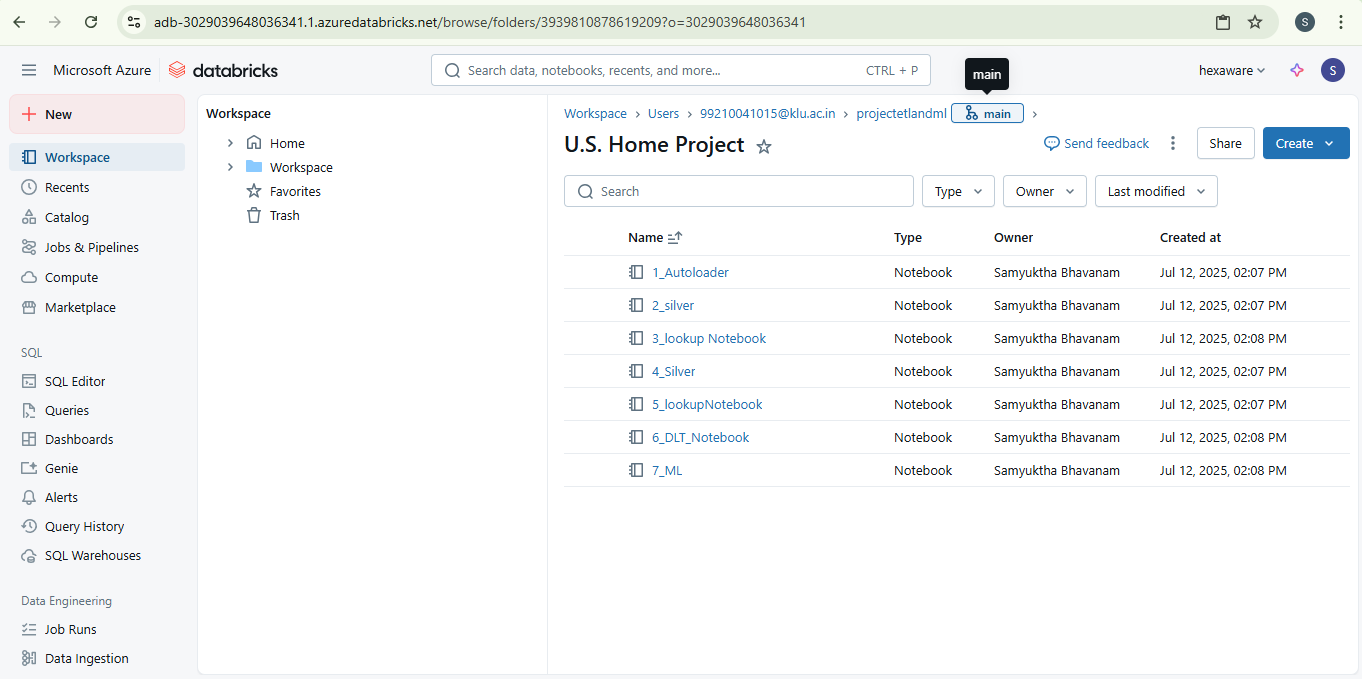 adb-3029039648036341.1.azuredatabricks.net/browse/folders/3939810878619209?o=3029039648036341
S
Microsoft Azure
databricks
Search data, notebooks, recents, and more...
CTRL + P
main
hexaware
S
New
Workspace
Recents
Catalog
Jobs & Pipelines
Compute
Marketplace
SQL
SQL Editor
Queries
Dashboards
Genie
Alerts
Query History
SQL Warehouses
Data Engineering
Job Runs
Data Ingestion
Workspace
Home
Workspace
Favorites
Trash
Workspace > Users > 99210041015@klu.ac.in > projectetlandml main >
U.S. Home Project
Send feedback
Share
Create
Search
Type
Owner
Last modified
Name Type Owner Created at
1_Autoloader Notebook Samyuktha Bhavanam Jul 12, 2025, 02:07 PM
2_silver Notebook Samyuktha Bhavanam Jul 12, 2025, 02:07 PM
3_lookup Notebook Notebook Samyuktha Bhavanam Jul 12, 2025, 02:08 PM
4_Silver Notebook Samyuktha Bhavanam Jul 12, 2025, 02:07 PM
5_lookupNotebook Notebook Samyuktha Bhavanam Jul 12, 2025, 02:07 PM
6_DLT_Notebook Notebook Samyuktha Bhavanam Jul 12, 2025, 02:08 PM
7_ML Notebook Samyuktha Bhavanam Jul 12, 2025, 02:08 PM